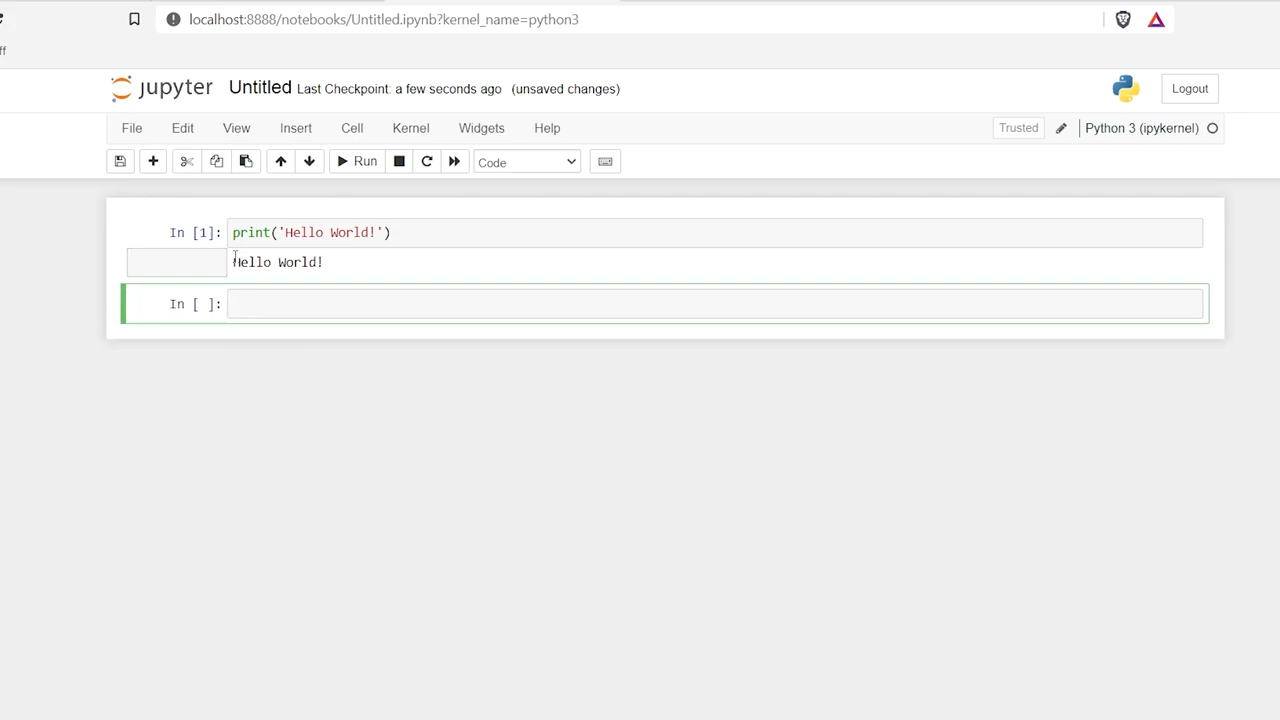 localhost:8888/notebooks/Untitled.ipynb?kernel_name=python3
ff
jupyter Untitled Last Checkpoint: a few seconds ago (unsaved changes) Logout
File Edit View Insert Cell Kernel Widgets Help Trusted Python 3 (ipykernel)
Run Code
In [1]: print('Hello World!')
Hello World!
In [ ]: